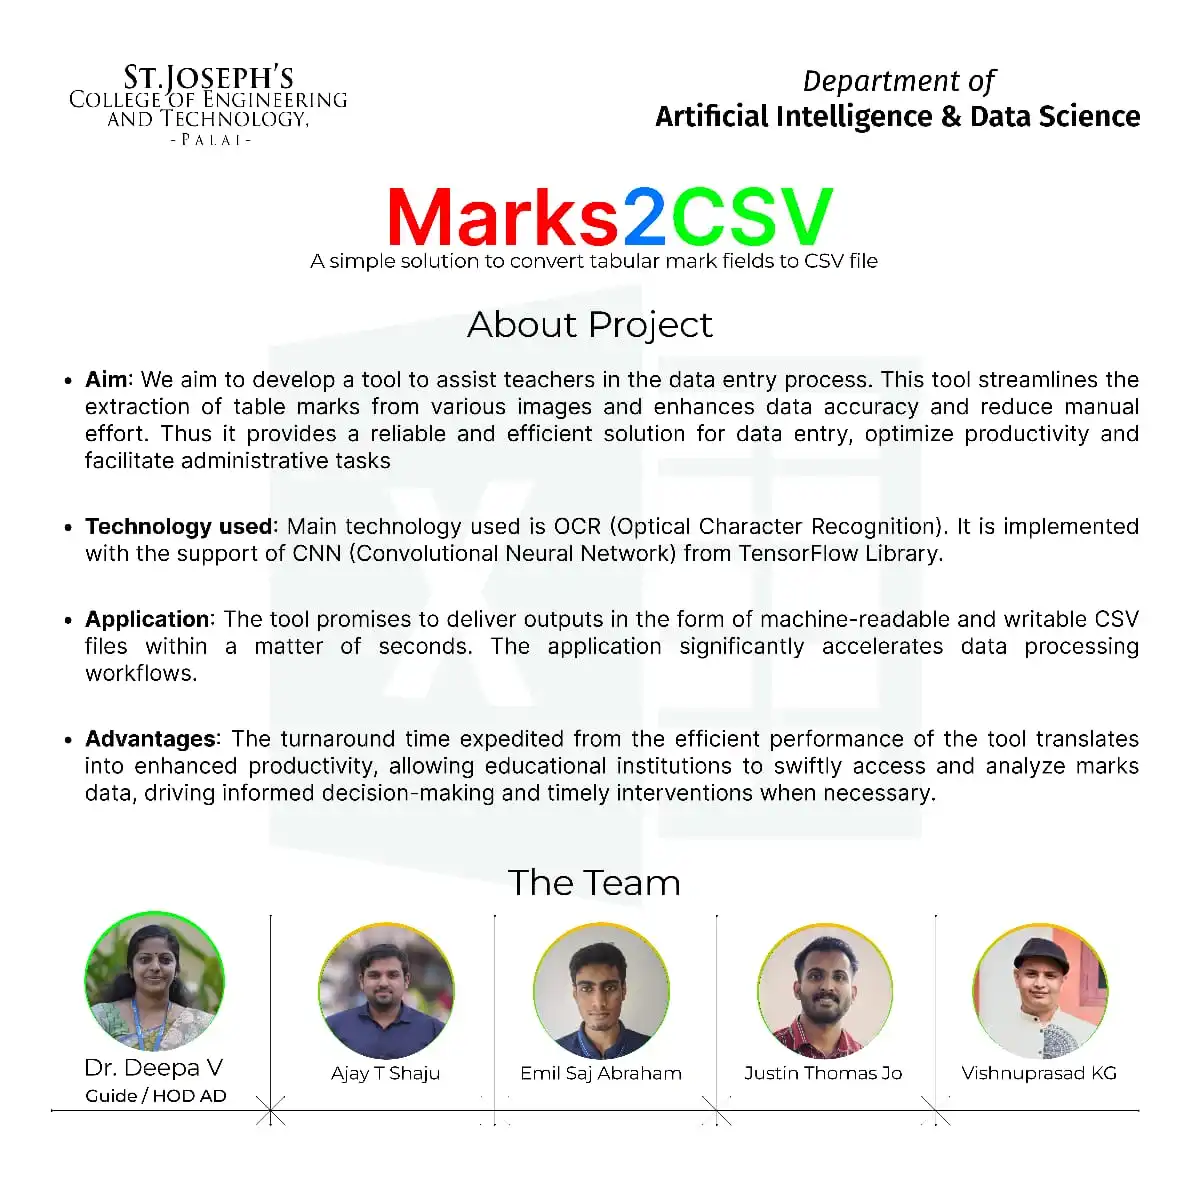 ST.JOSEPH'S
COLLEGE OF ENGINEERING
AND TECHNOLOGY,
-PALAI-
Department of
Artificial Intelligence & Data Science
Marks2CSV
A simple solution to convert tabular mark fields to CSV file
About Project
• Aim: We aim to develop a tool to assist teachers in the data entry process. This tool streamlines the
extraction of table marks from various images and enhances data accuracy and reduce manual
effort. Thus it provides a reliable and efficient solution for data entry, optimize productivity and
facilitate administrative tasks
• Technology used: Main technology used is OCR (Optical Character Recognition). It is implemented
with the support of CNN (Convolutional Neural Network) from TensorFlow Library.
• Application: The tool promises to deliver outputs in the form of machine-readable and writable CSV
files within a matter of seconds. The application significantly accelerates data processing
workflows.
• Advantages: The turnaround time expedited from the efficient performance of the tool translates
into enhanced productivity, allowing educational institutions to swiftly access and analyze marks
data, driving informed decision-making and timely interventions when necessary.
X
The Team
Dr. Deepa V
Guide / HOD AD
Ajay T Shaju
Emil Saj Abraham
Justin Thomas Jo
Vishnuprasad KG